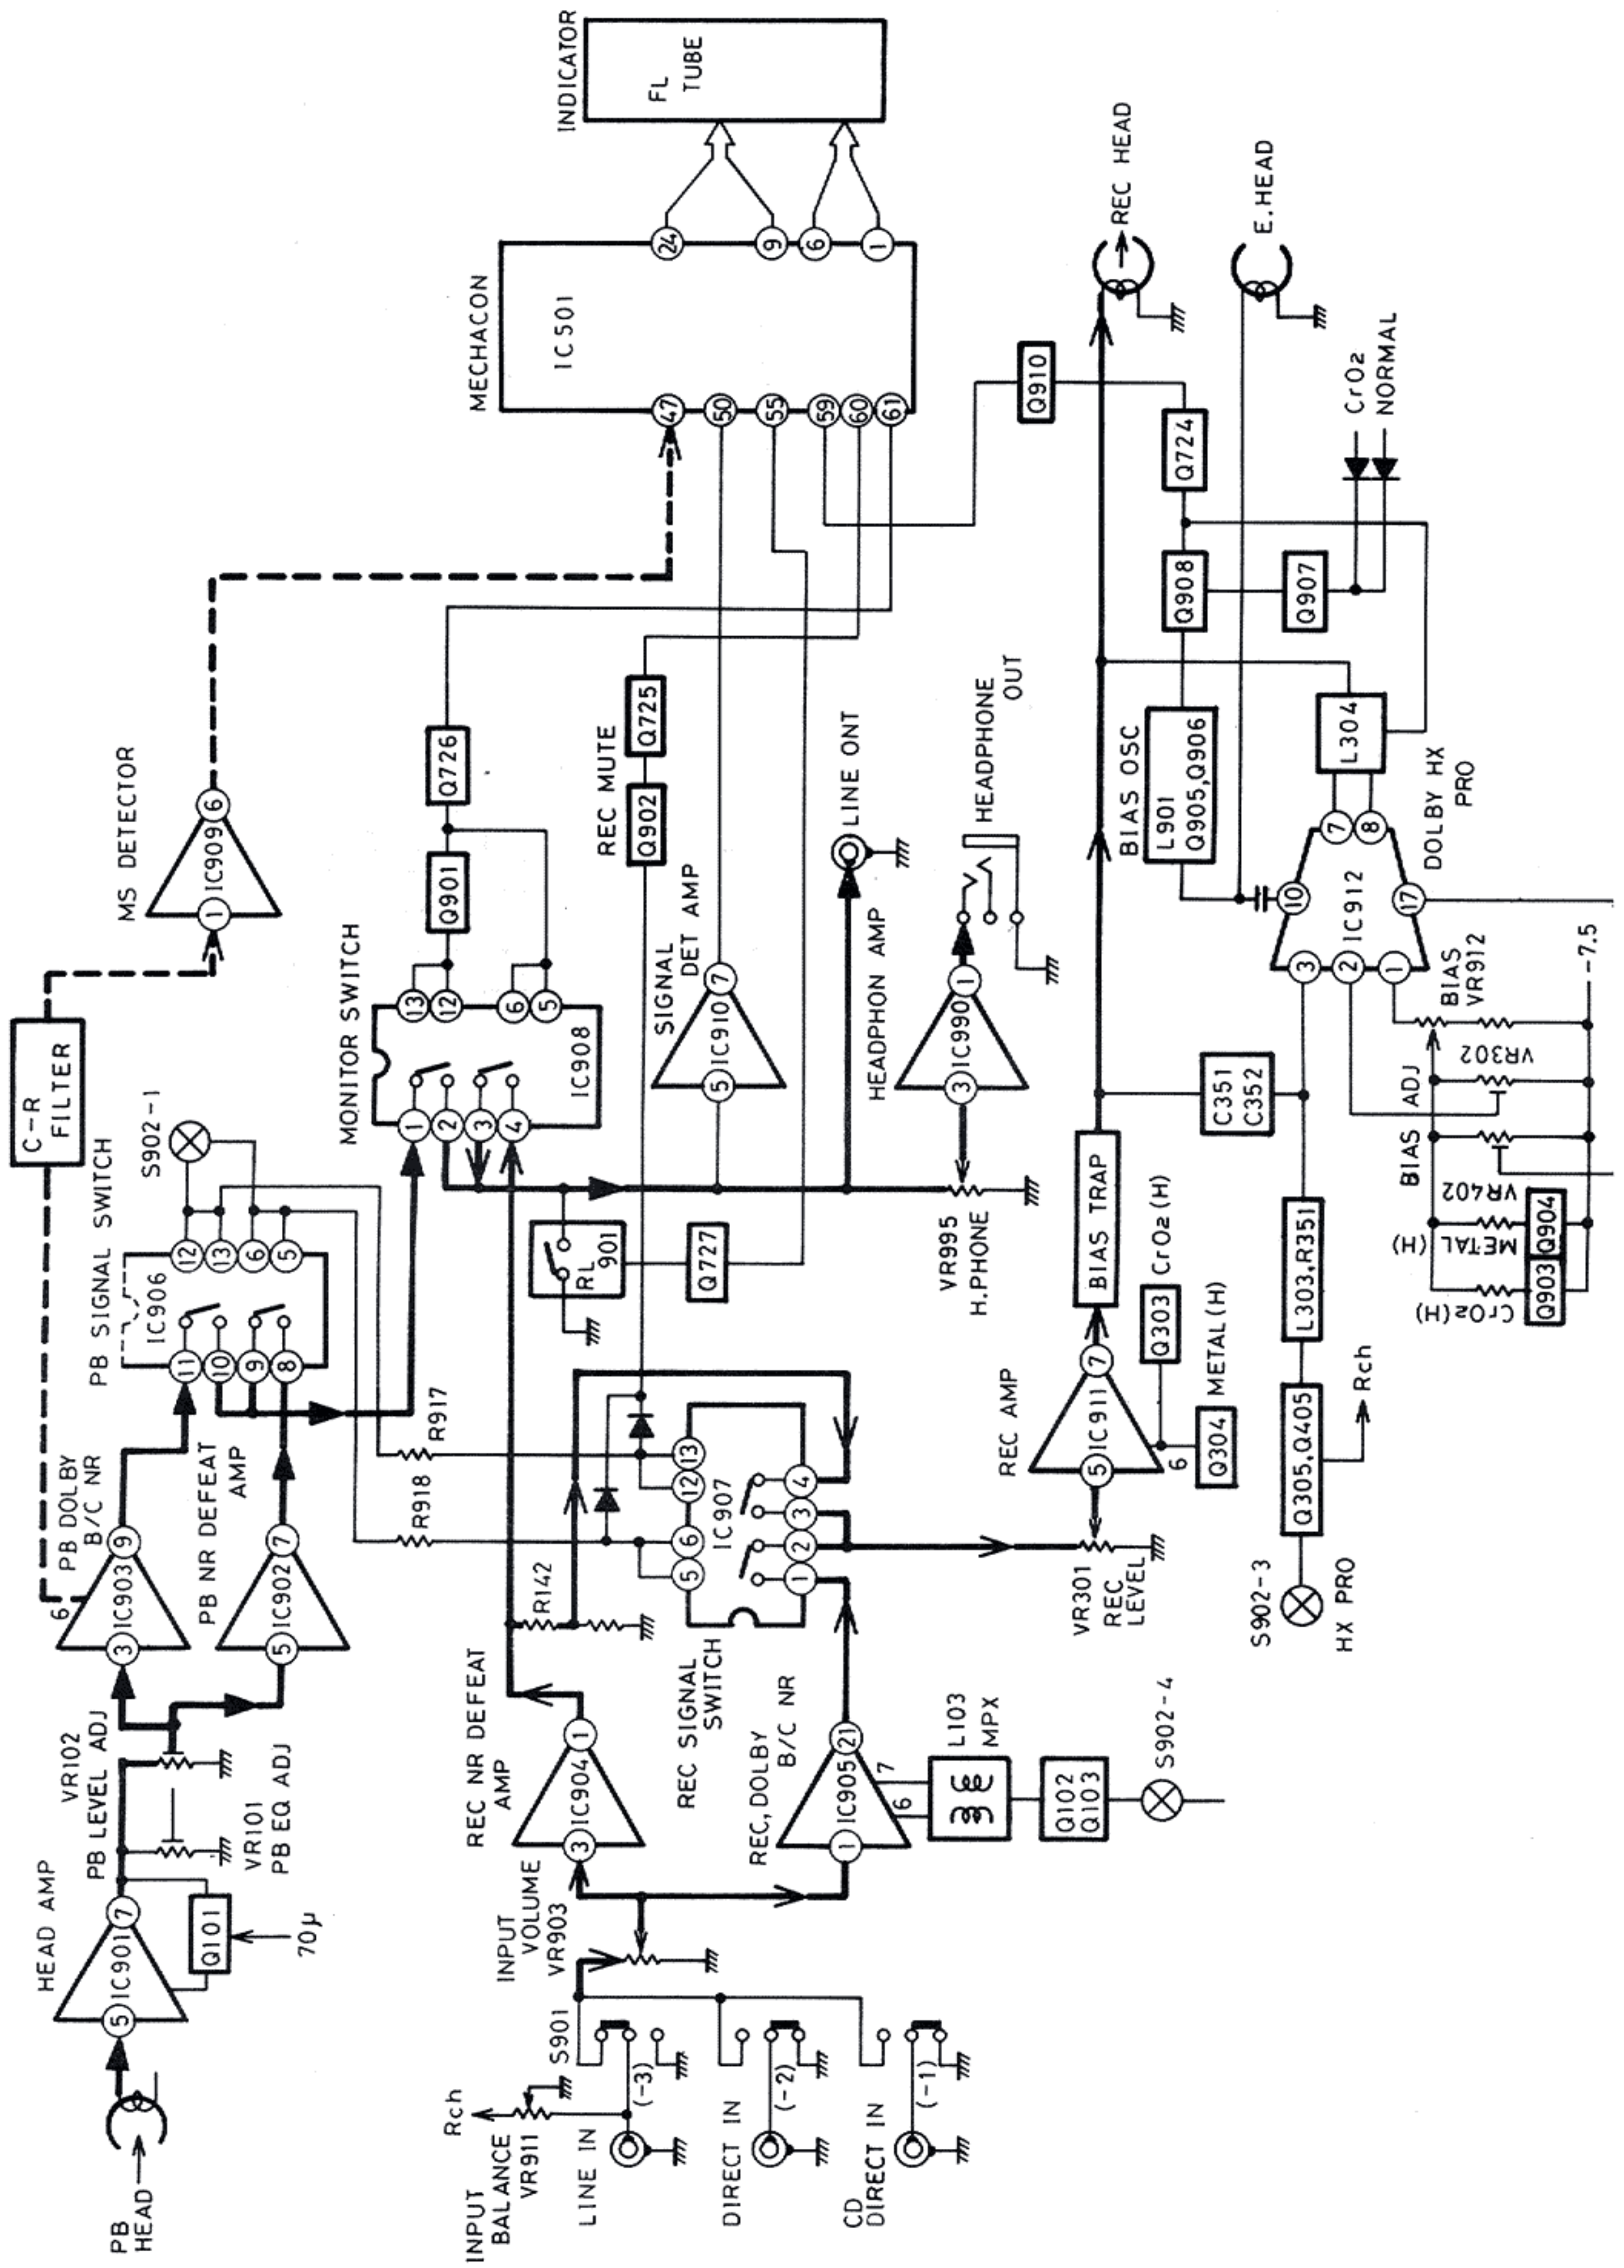 PB
HEAD
HEAD AMP
5
IC901
7
Q101
70μ
VR102
PB LEVEL ADJ
VR101
PB EQ ADJ
6
PB DOLBY
B/C NR
3
IC903
9
PB NR DEFEAT
AMP
5
IC902
7
C-R
FILTER
PB SIGNAL SWITCH
IC906
11
10
9
8
12
13
6
5
S902-1
MS DETECTOR
1
IC909
6
MONITOR SWITCH
1
2
3
4
13
12
6
5
IC908
Q901
Q726
REC MUTE
Q902
Q725
MECHACON
IC501
47
50
55
59
60
61
24
9
6
1
INDICATOR
FL
TUBE
R917
R918
RL
901
Q727
SIGNAL
DET AMP
5
IC910
7
LINE ONT
HEADPHON AMP
3
IC990
1
HEADPHONE
OUT
VR995
H.PHONE
INPUT
BALANCE
VR911
Rch
LINE IN
(-3)
S901
DIRECT IN
(-2)
CD
DIRECT IN
(-1)
INPUT
VOLUME
VR903
REC NR DEFEAT
AMP
3
IC904
1
R142
REC SIGNAL
SWITCH
IC907
5
6
12
13
1
2
3
4
REC, DOLBY
B/C NR
1
IC905
21
6
7
L103
MPX
Q102
Q103
S902-4
VR301
REC
LEVEL
REC AMP
5
IC911
7
6
Q303
CrO2(H)
Q304
METAL(H)
BIAS TRAP
C351
C352
S902-3
HX PRO
Q305,Q405
Rch
L303,R351
BIAS OSC
L901
Q905,Q906
Q908
Q907
Q724
Q910
CrO2
NORMAL
REC HEAD
E.HEAD
L304
DOLBY HX
PRO
IC912
3
2
1
10
7
8
17
BIAS
VR912
-7.5
BIAS ADJ
VR302
VR402
METAL
(H)
Q904
CrO2(H)
Q903